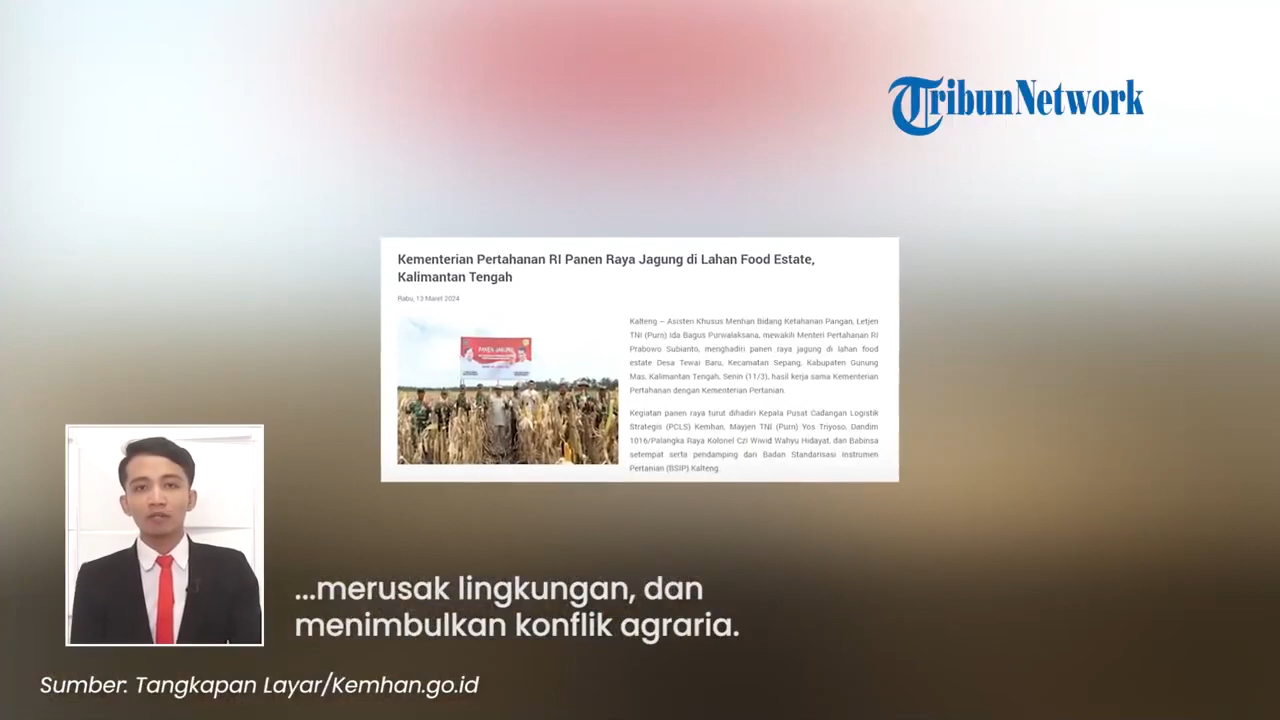 TribunNetwork
Kementerian Pertahanan RI Panen Raya Jagung di Lahan Food Estate,
Kalimantan Tengah
Rabu, 13 Maret 2024
Kalteng – Asisten Khusus Menhan Bidang Ketahanan Pangan, Letjen
TNI (Purn) Ida Bagus Purwalaksana, mewakili Menteri Pertahanan RI
Prabowo Subianto, menghadiri panen raya jagung di lahan food
estate Desa Tewai Baru, Kecamatan Sepang, Kabupaten Gunung
Mas, Kalimantan Tengah, Senin (11/3), hasil kerja sama Kementerian
Pertahanan dengan Kementerian Pertanian.
PANEN JAGUNG
Kegiatan panen raya turut dihadiri Kepala Pusat Cadangan Logistik
Strategis (PCLS) Kemhan, Mayjen TNI (Purn) Yos Triyoso, Dandim
1016/Palangka Raya Kolonel Czi Wiwid Wahyu Hidayat, dan Babinsa
setempat serta pendamping dari Badan Standarisasi Instrumen
Pertanian (BSIP) Kalteng.
...merusak lingkungan, dan
menimbulkan konflik agraria.
Sumber: Tangkapan Layar/Kemhan.go.id